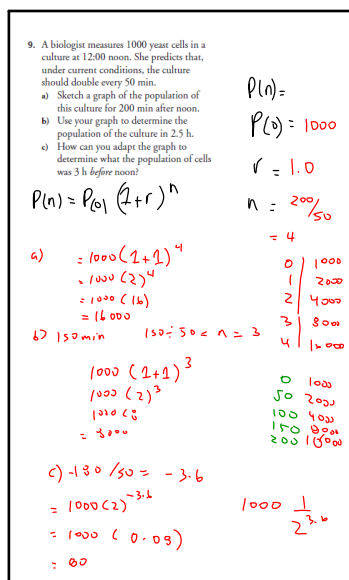 9. A biologist measures 1000 yeast cells in a
culture at 12:00 noon. She predicts that,
under current conditions, the culture
should double every 50 min.
a) Sketch a graph of the population of
this culture for 200 min after noon.
b) Use your graph to determine the
population of the culture in 2.5 h.
c) How can you adapt the graph to
determine what the population of cells
was 3 h before noon?
P(n) =
P(0) = 1000
r = 1.0
n = 200/50
= 4
P(n) = P(0) (1+r)^n
a) = 1000 (1+1)^4
= 1000 (2)^4
= 1000 (16)
= 16 000
0 | 1000
1 | 2000
2 | 4000
3 | 8000
4 | 16000
b) 150 min 150 ÷ 50 = n = 3
1000 (1+1)^3
1000 (2)^3
1000 (8
= 8000
0 1000
50 2000
100 4000
150 8000
200 16000
c) -180 / 50 = -3.6
= 1000 (2)^-3.6
= 1000 (0.08)
= 80
1000 1/2^3.6